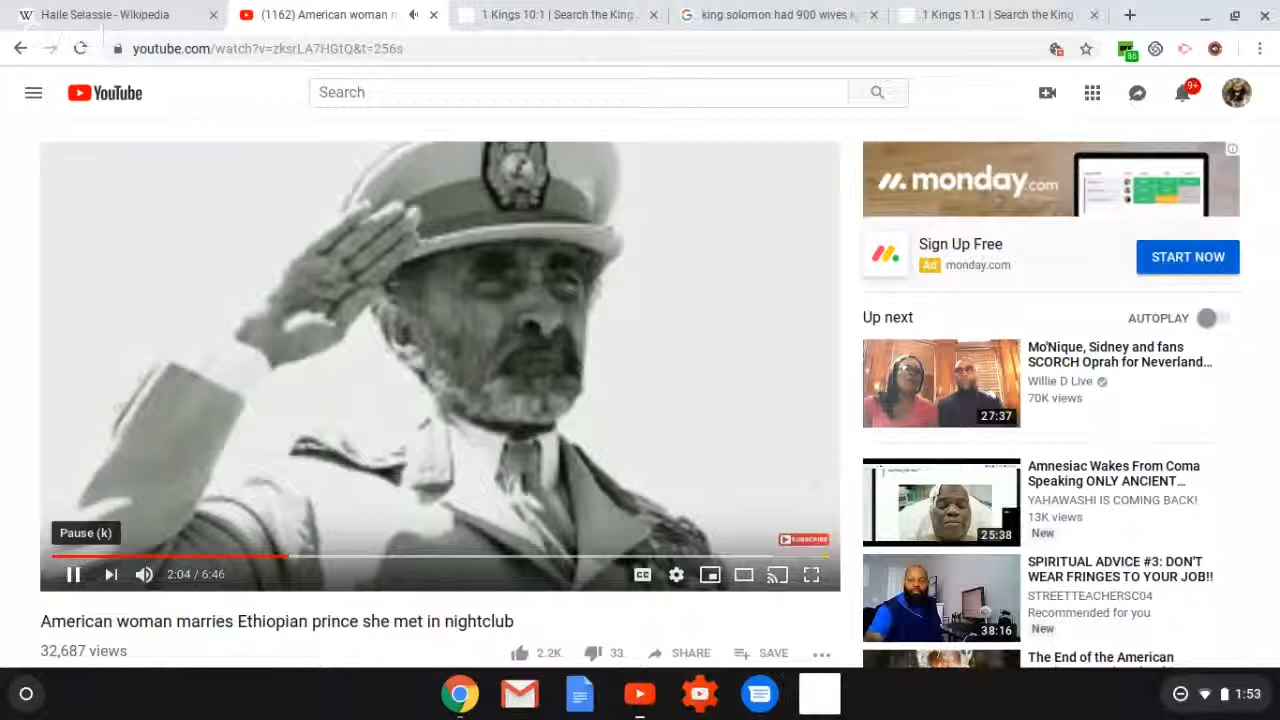 Haile Selassie - Wikipedia
(1162) American woman m
1 Kings 10:1 | Search the King
king solomon had 900 wives
1 Kings 11:1 | Search the King
youtube.com/watch?v=zksrLA7HGtQ&t=256s
80
YouTube
Search
9+
monday.com
Sign Up Free
Ad monday.com
START NOW
Up next
AUTOPLAY
Mo'Nique, Sidney and fans
SCORCH Oprah for Neverland...
Willie D Live
70K views
27:37
Amnesiac Wakes From Coma
Speaking ONLY ANCIENT...
YAHAWASHI IS COMING BACK!
13K views
New
25:38
SPIRITUAL ADVICE #3: DON'T
WEAR FRINGES TO YOUR JOB!!
STREETTEACHERSC04
Recommended for you
New
38:16
The End of the American
Pause (k)
SUBSCRIBE
2:04 / 6:46
CC
American woman marries Ethiopian prince she met in nightclub
32,687 views
2.2K
33
SHARE
SAVE
1:53